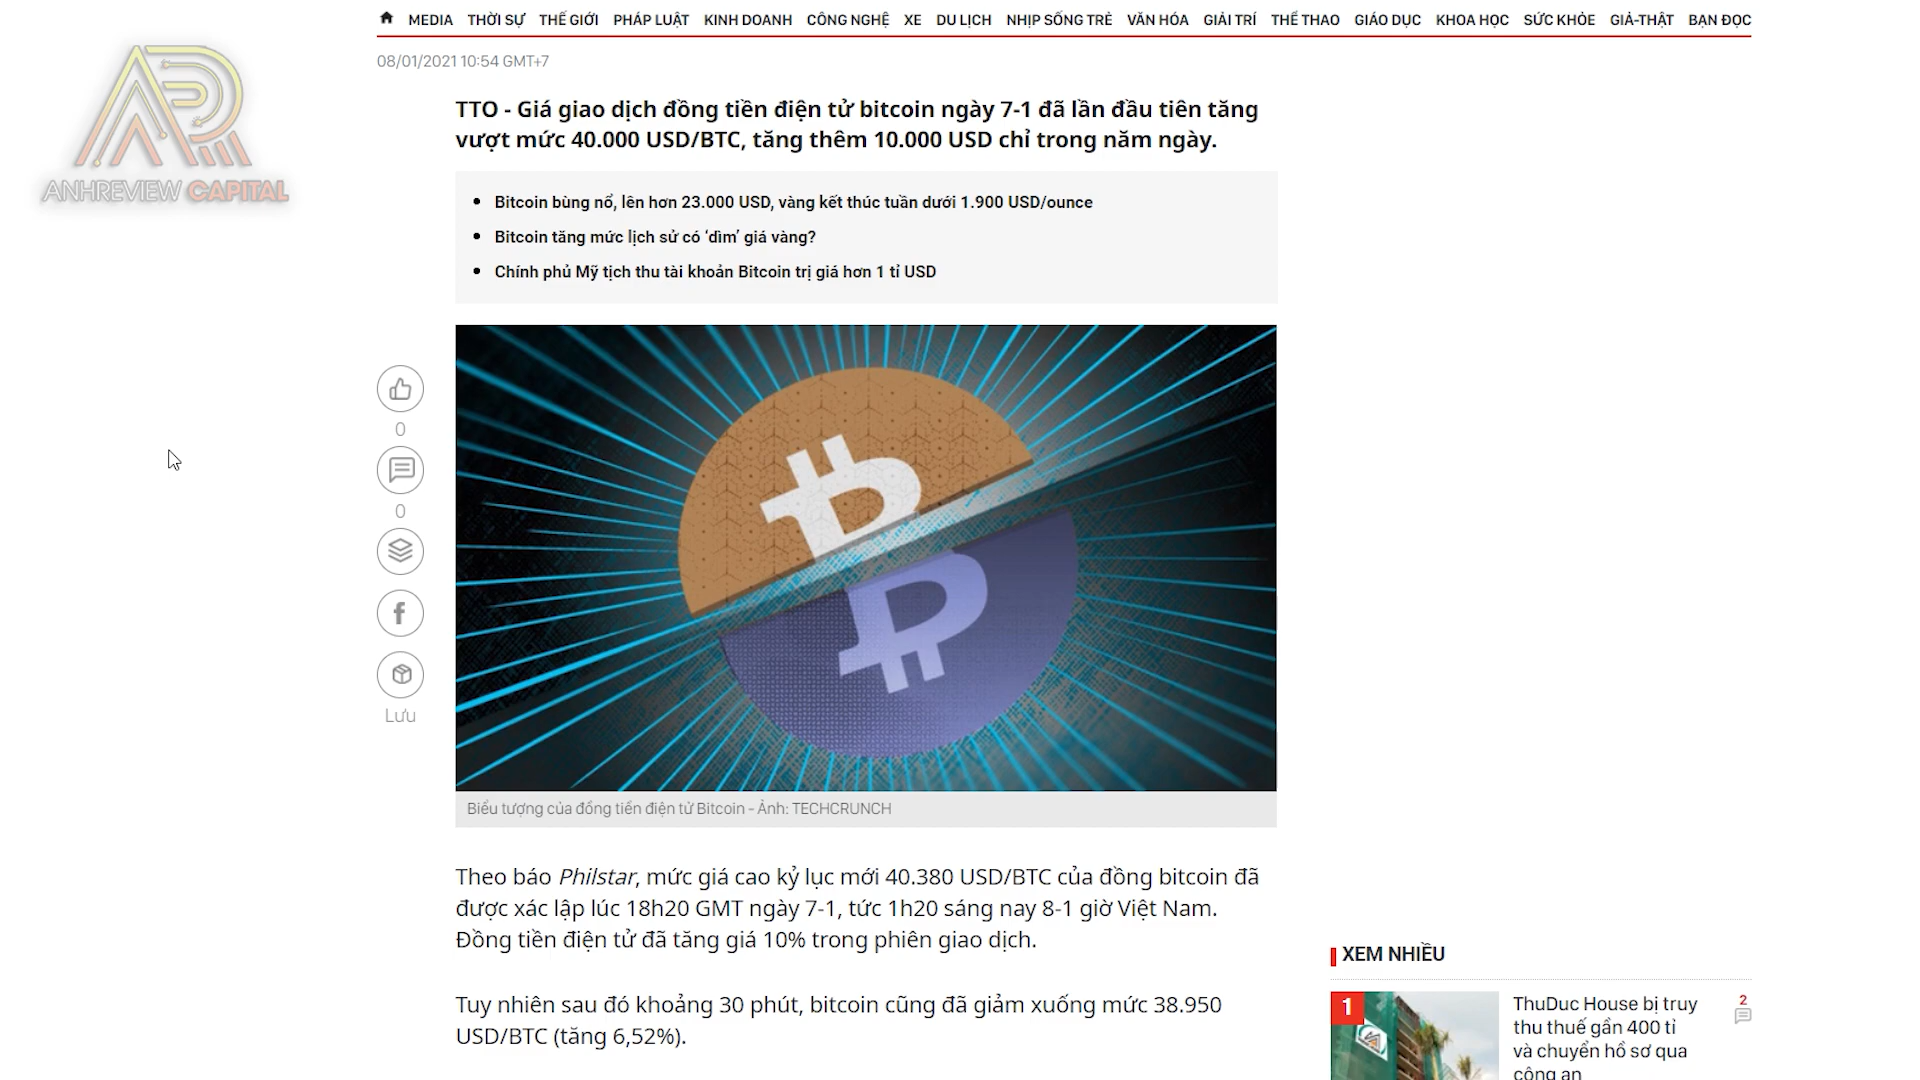 MEDIA THỜI SỰ THẾ GIỚI PHÁP LUẬT KINH DOANH CÔNG NGHỆ XE DU LỊCH NHỊP SỐNG TRẺ VĂN HÓA GIẢI TRÍ THỂ THAO GIÁO DỤC KHOA HỌC SỨC KHỎE GIẢ-THẬT BẠN ĐỌC
08/01/2021 10:54 GMT+7
ANHREVIEW CAPITAL
TTO - Giá giao dịch đồng tiền điện tử bitcoin ngày 7-1 đã lần đầu tiên tăng
vượt mức 40.000 USD/BTC, tăng thêm 10.000 USD chỉ trong năm ngày.
Bitcoin bùng nổ, lên hơn 23.000 USD, vàng kết thúc tuần dưới 1.900 USD/ounce
Bitcoin tăng mức lịch sử có ‘dìm’ giá vàng?
Chính phủ Mỹ tịch thu tài khoản Bitcoin trị giá hơn 1 tỉ USD
0
0
Lưu
Biểu tượng của đồng tiền điện tử Bitcoin - Ảnh: TECHCRUNCH
Theo báo Philstar, mức giá cao kỷ lục mới 40.380 USD/BTC của đồng bitcoin đã
được xác lập lúc 18h20 GMT ngày 7-1, tức 1h20 sáng nay 8-1 giờ Việt Nam.
Đồng tiền điện tử đã tăng giá 10% trong phiên giao dịch.
Tuy nhiên sau đó khoảng 30 phút, bitcoin cũng đã giảm xuống mức 38.950
USD/BTC (tăng 6,52%).
XEM NHIỀU
1
ThuDuc House bị truy
thu thuế gần 400 tỉ
và chuyển hồ sơ qua
công an
2